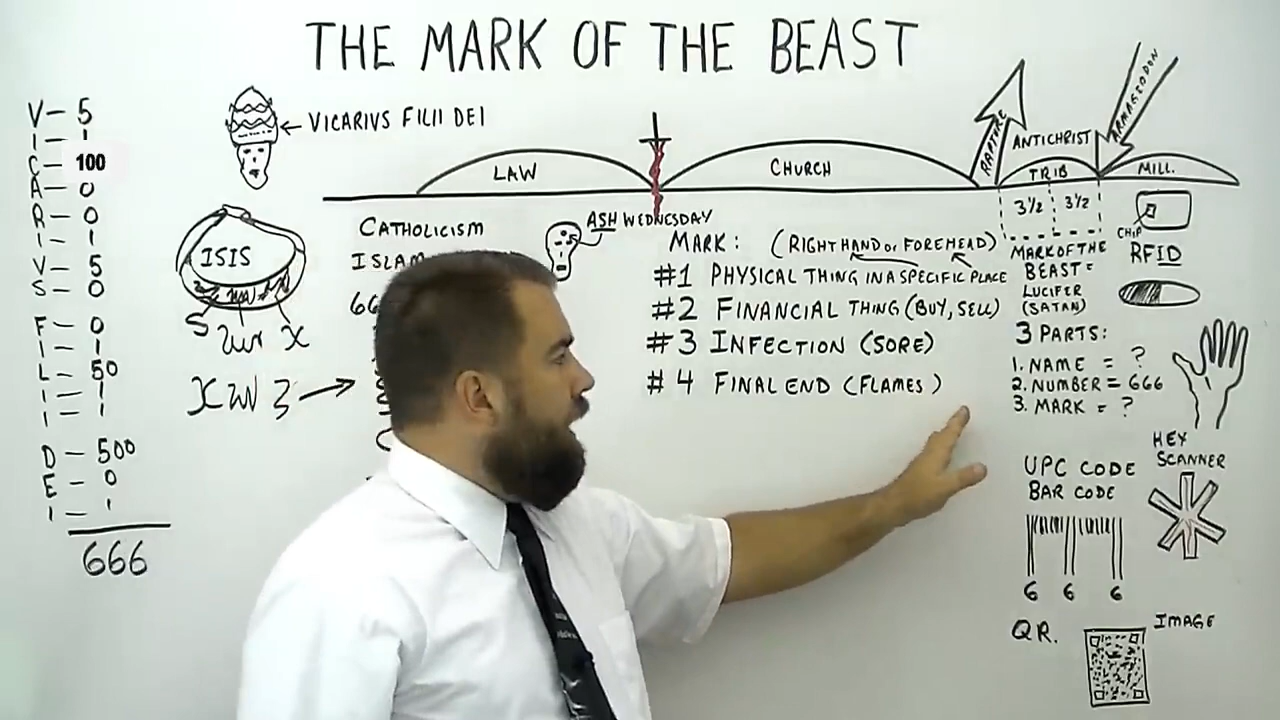 THE MARK OF THE BEAST
V- 5
I- 1
C- 100
A- 0
R- 0
I- 1
V- 5
S- 0
F- 0
I- 1
L- 50
I- 1
I- 1
D- 500
E- 0
I- 1
666
← VICARIVS FILII DEI
LAW
CHURCH
RAPTURE
ANTICHRIST
TRIB
ARMAGEDDON
MILL.
3½
3½
ISIS
S
X
CATHOLICISM
ISLAM
ASH WEDNESDAY
MARK: (RIGHT HAND or FOREHEAD)
#1 PHYSICAL THING IN A SPECIFIC PLACE
#2 FINANCIAL THING (BUY, SELL)
#3 INFECTION (SORE)
#4 FINAL END (FLAMES)
MARK OF THE
BEAST =
LUCIFER
(SATAN)
3 PARTS:
1. NAME = ?
2. NUMBER = 666
3. MARK = ?
CHIP
RFID
HEX
SCANNER
UPC CODE
BAR CODE
6 6 6
QR.
IMAGE